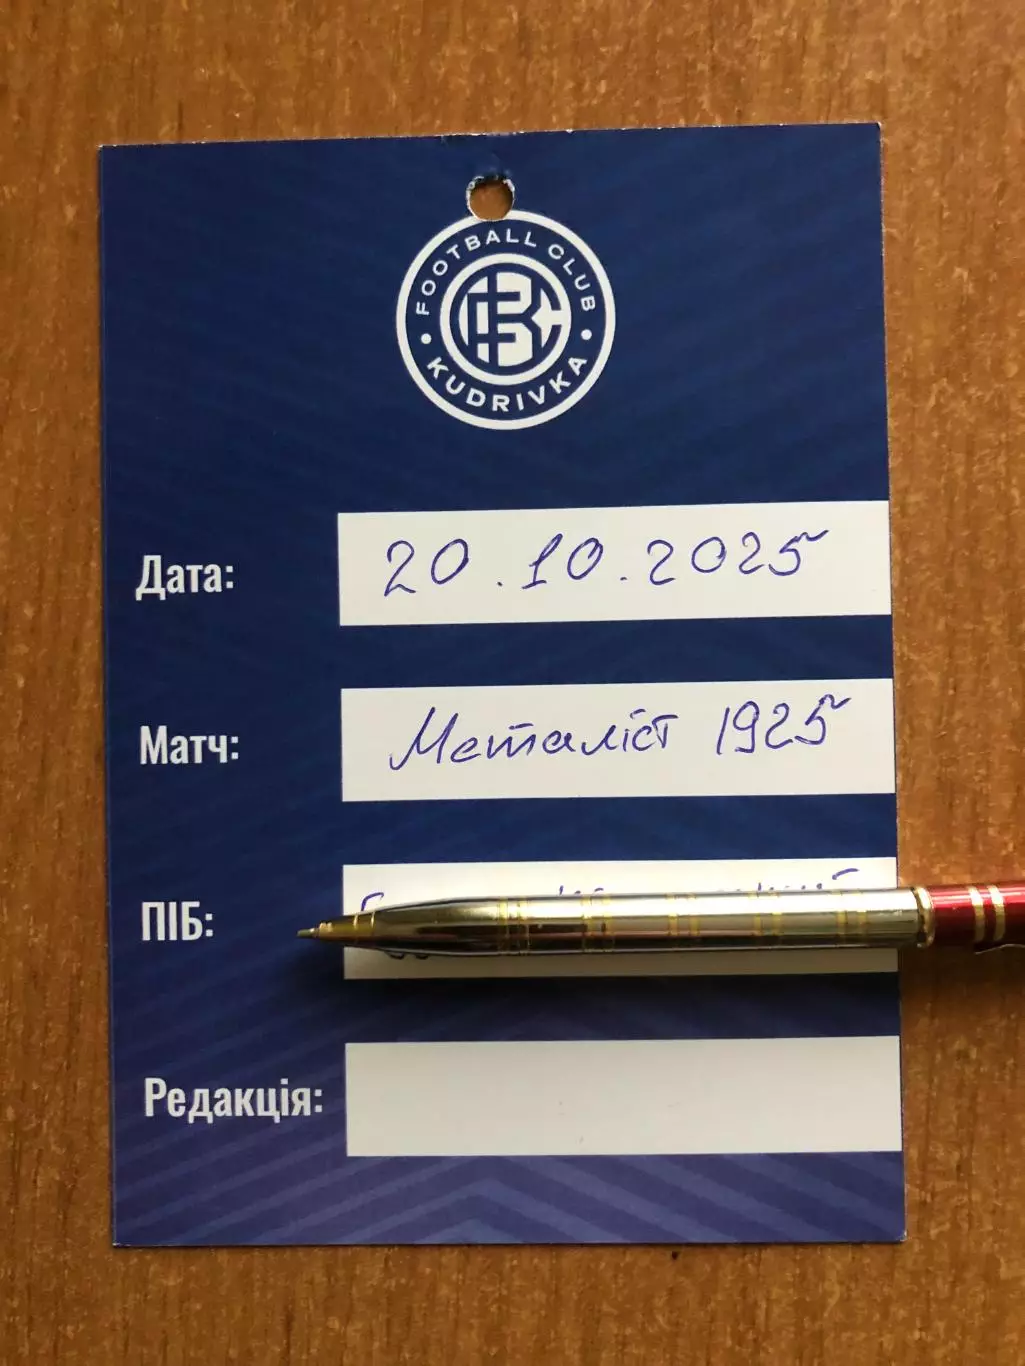 FOOTBALL CLUB
KUDRIVKA
Дата: 20.10.2025
Матч: Металіст 1925
ПІБ:
Редакція: